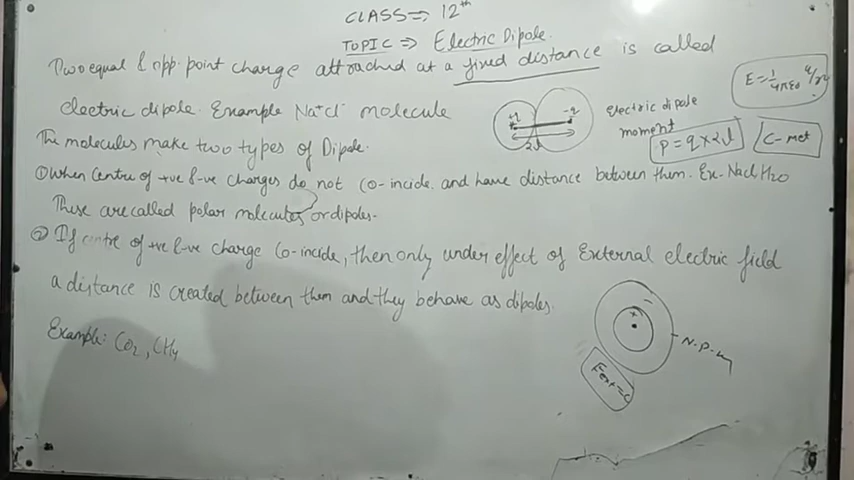 CLASS ⇒ 12th
TOPIC ⇒ Electric Dipole.
Two equal & opp. point charge attached at a fixed distance is called
electric dipole. Example Na+Cl- molecule
The molecules make two types of Dipole.
① When Centre of +ve & -ve charges do not Co-incide. and have distance between them. Ex- NaCl H2O
These are called polar molecules or dipoles.
② If centre of +ve & -ve charge Co-incide, then only under effect of External electric field
a distance is created between them and they behave as dipoles.
Example: CO2, CH4
+q -q
2l
Electric dipole
moment
P = q × 2l
E = 1/4πε0 q/r2
C-met
N.P.m